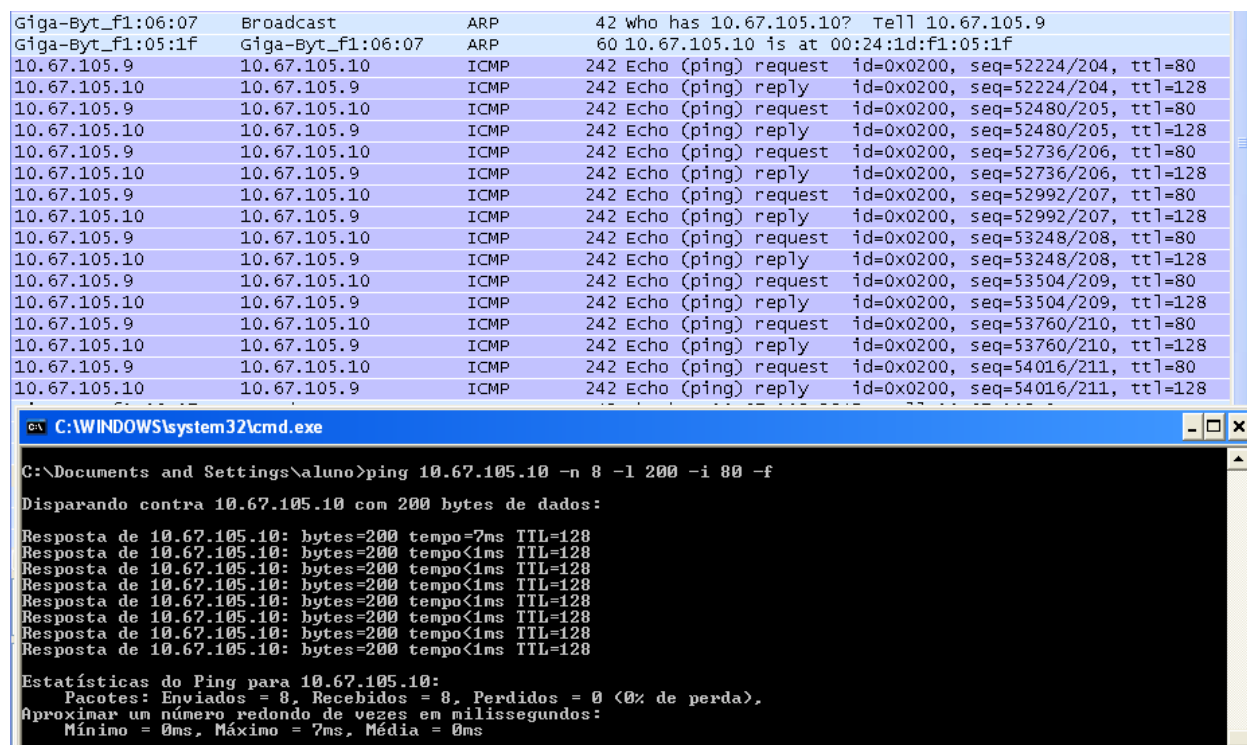 Giga-Byt_f1:06:07 Broadcast ARP 42 Who has 10.67.105.10? Tell 10.67.105.9
Giga-Byt_f1:05:1f Giga-Byt_f1:06:07 ARP 60 10.67.105.10 is at 00:24:1d:f1:05:1f
10.67.105.9 10.67.105.10 ICMP 242 Echo (ping) request id=0x0200, seq=52224/204, ttl=80
10.67.105.10 10.67.105.9 ICMP 242 Echo (ping) reply id=0x0200, seq=52224/204, ttl=128
10.67.105.9 10.67.105.10 ICMP 242 Echo (ping) request id=0x0200, seq=52480/205, ttl=80
10.67.105.10 10.67.105.9 ICMP 242 Echo (ping) reply id=0x0200, seq=52480/205, ttl=128
10.67.105.9 10.67.105.10 ICMP 242 Echo (ping) request id=0x0200, seq=52736/206, ttl=80
10.67.105.10 10.67.105.9 ICMP 242 Echo (ping) reply id=0x0200, seq=52736/206, ttl=128
10.67.105.9 10.67.105.10 ICMP 242 Echo (ping) request id=0x0200, seq=52992/207, ttl=80
10.67.105.10 10.67.105.9 ICMP 242 Echo (ping) reply id=0x0200, seq=52992/207, ttl=128
10.67.105.9 10.67.105.10 ICMP 242 Echo (ping) request id=0x0200, seq=53248/208, ttl=80
10.67.105.10 10.67.105.9 ICMP 242 Echo (ping) reply id=0x0200, seq=53248/208, ttl=128
10.67.105.9 10.67.105.10 ICMP 242 Echo (ping) request id=0x0200, seq=53504/209, ttl=80
10.67.105.10 10.67.105.9 ICMP 242 Echo (ping) reply id=0x0200, seq=53504/209, ttl=128
10.67.105.9 10.67.105.10 ICMP 242 Echo (ping) request id=0x0200, seq=53760/210, ttl=80
10.67.105.10 10.67.105.9 ICMP 242 Echo (ping) reply id=0x0200, seq=53760/210, ttl=128
10.67.105.9 10.67.105.10 ICMP 242 Echo (ping) request id=0x0200, seq=54016/211, ttl=80
10.67.105.10 10.67.105.9 ICMP 242 Echo (ping) reply id=0x0200, seq=54016/211, ttl=128
C:\WINDOWS\system32\cmd.exe
C:\Documents and Settings\aluno>ping 10.67.105.10 -n 8 -l 200 -i 80 -f
Disparando contra 10.67.105.10 com 200 bytes de dados:
Resposta de 10.67.105.10: bytes=200 tempo=7ms TTL=128
Resposta de 10.67.105.10: bytes=200 tempo<1ms TTL=128
Resposta de 10.67.105.10: bytes=200 tempo<1ms TTL=128
Resposta de 10.67.105.10: bytes=200 tempo<1ms TTL=128
Resposta de 10.67.105.10: bytes=200 tempo<1ms TTL=128
Resposta de 10.67.105.10: bytes=200 tempo<1ms TTL=128
Resposta de 10.67.105.10: bytes=200 tempo<1ms TTL=128
Resposta de 10.67.105.10: bytes=200 tempo<1ms TTL=128
Estatísticas do Ping para 10.67.105.10:
Pacotes: Enviados = 8, Recebidos = 8, Perdidos = 0 (0% de perda),
Aproximar um número redondo de vezes em milissegundos:
Mínimo = 0ms, Máximo = 7ms, Média = 0ms